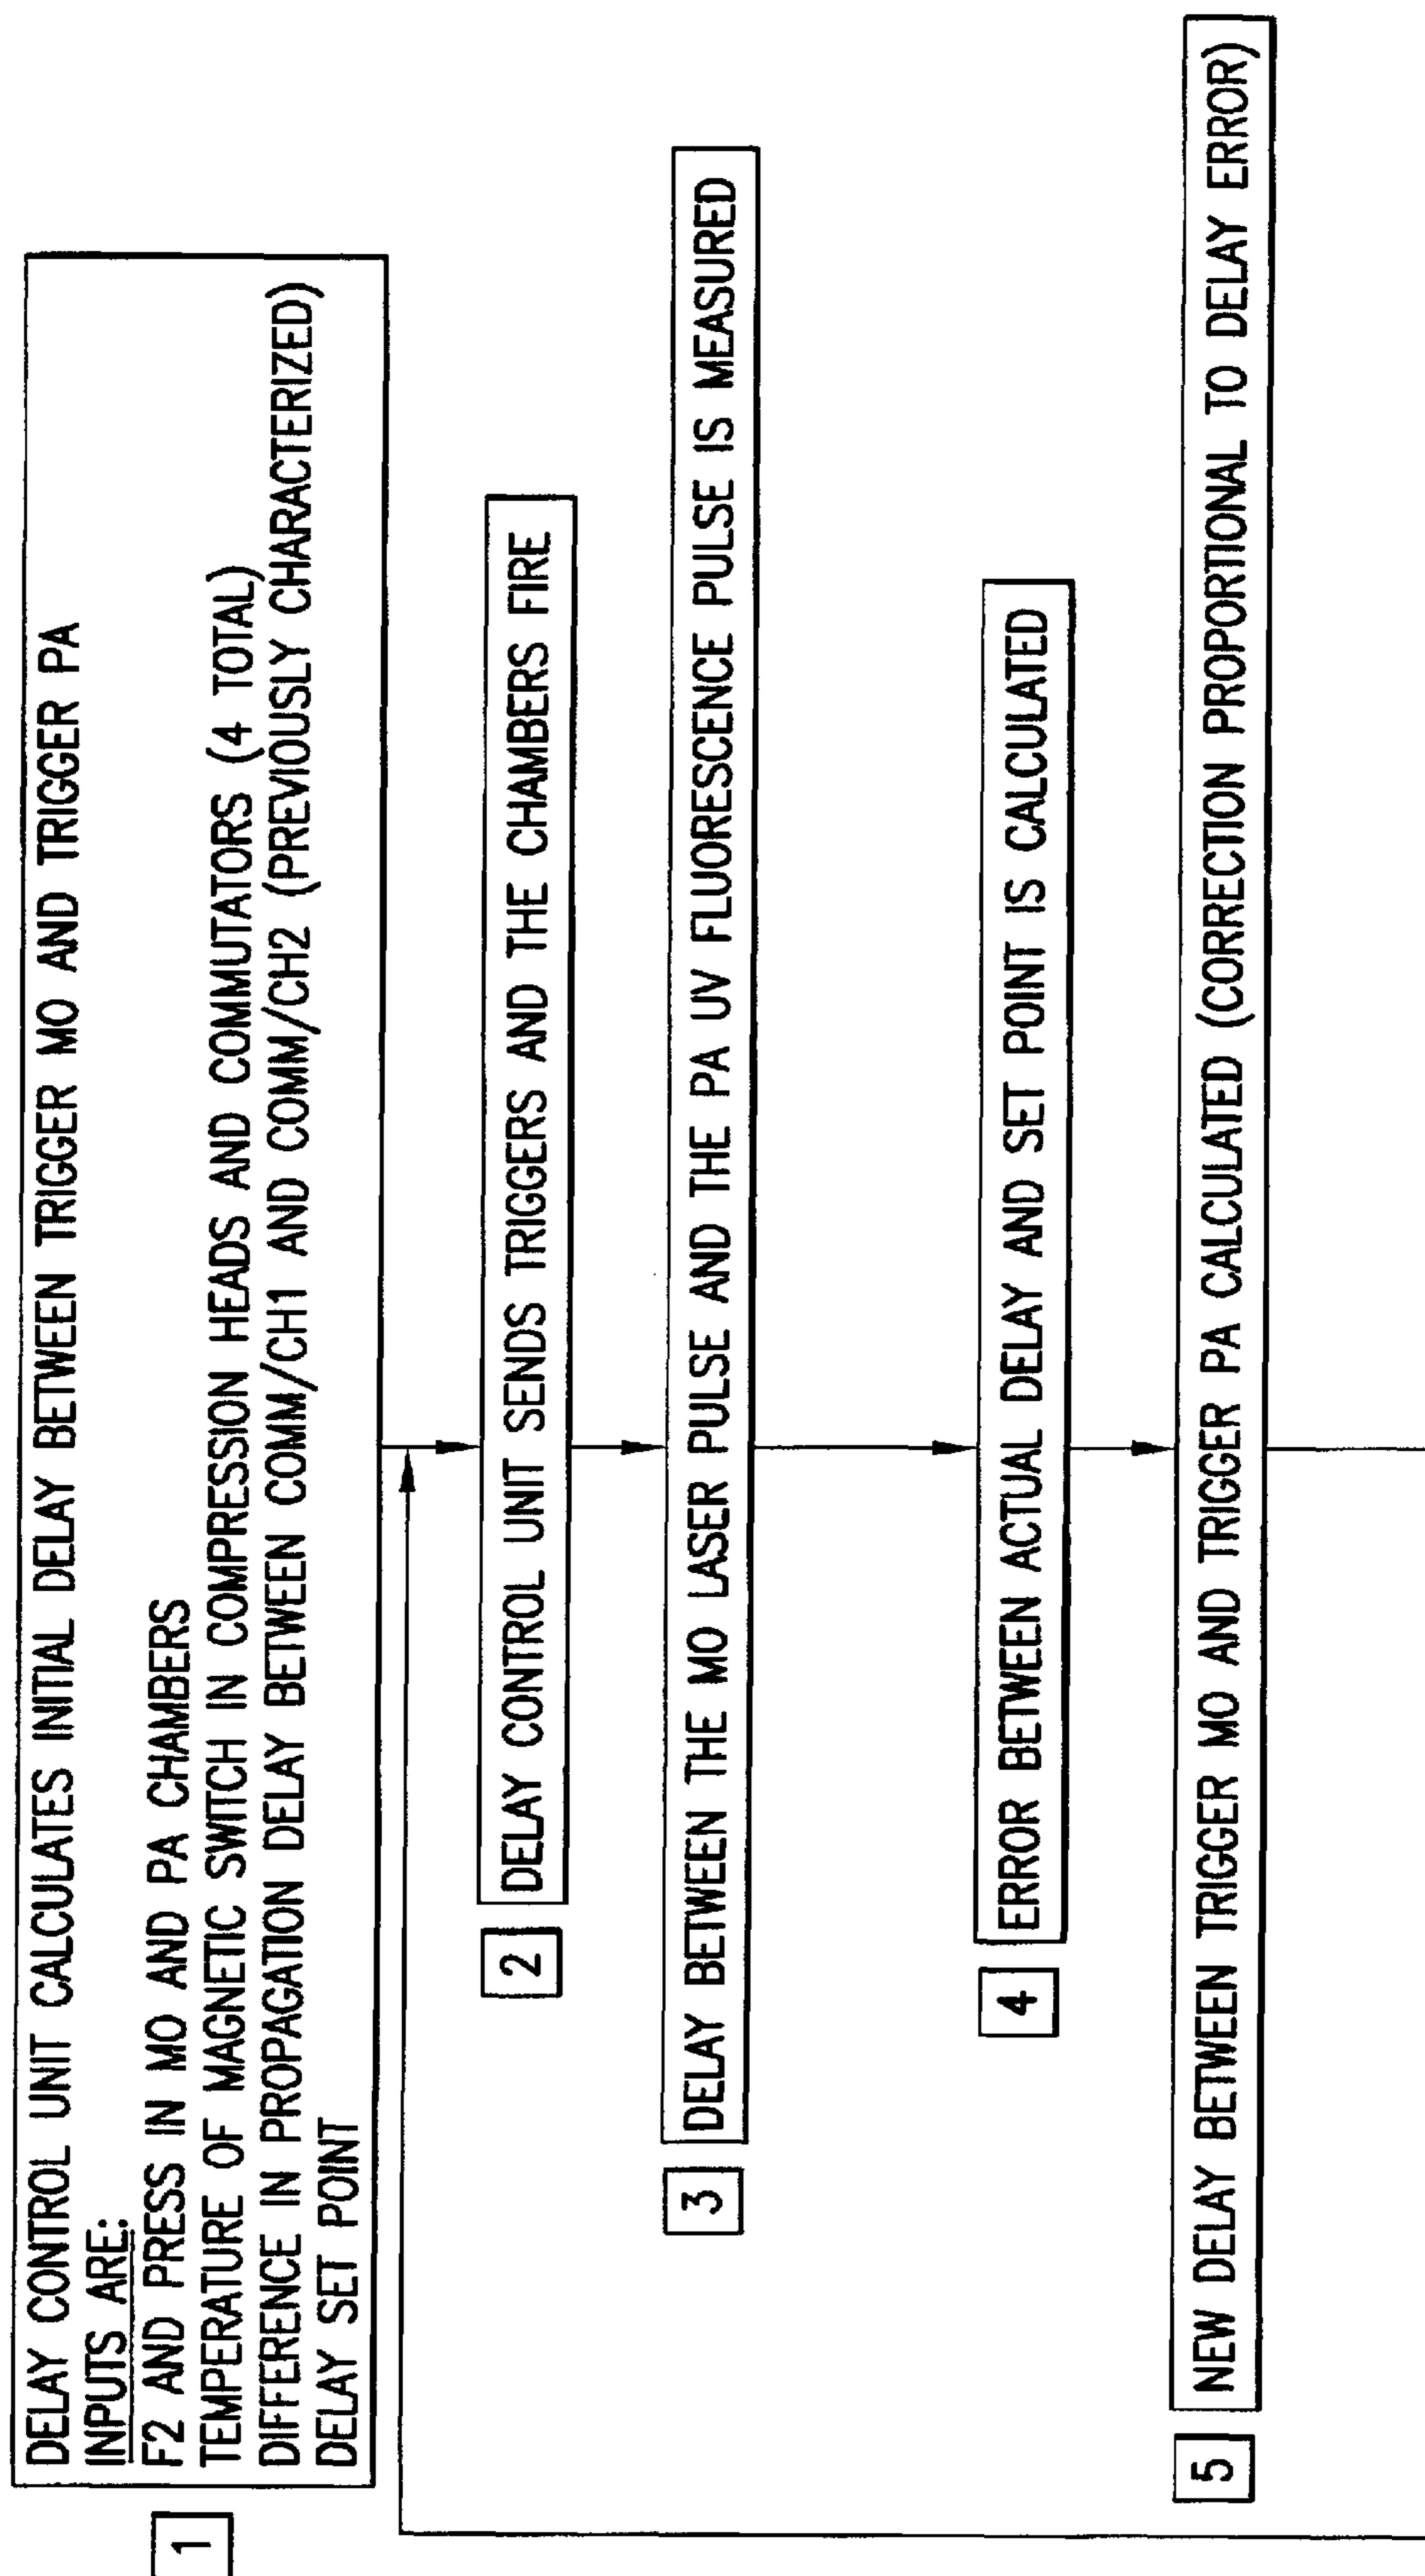 1
DELAY CONTROL UNIT CALCULATES INITIAL DELAY BETWEEN TRIGGER MO AND TRIGGER PA
INPUTS ARE:
F2 AND PRESS IN MO AND PA CHAMBERS
TEMPERATURE OF MAGNETIC SWITCH IN COMPRESSION HEADS AND COMMUTATORS (4 TOTAL)
DIFFERENCE IN PROPAGATION DELAY BETWEEN COMM/CH1 AND COMM/CH2 (PREVIOUSLY CHARACTERIZED)
DELAY SET POINT
2
DELAY CONTROL UNIT SENDS TRIGGERS AND THE CHAMBERS FIRE
3
DELAY BETWEEN THE MO LASER PULSE AND THE PA UV FLUORESCENCE PULSE IS MEASURED
4
ERROR BETWEEN ACTUAL DELAY AND SET POINT IS CALCULATED
5
NEW DELAY BETWEEN TRIGGER MO AND TRIGGER PA CALCULATED (CORRECTION PROPORTIONAL TO DELAY ERROR)